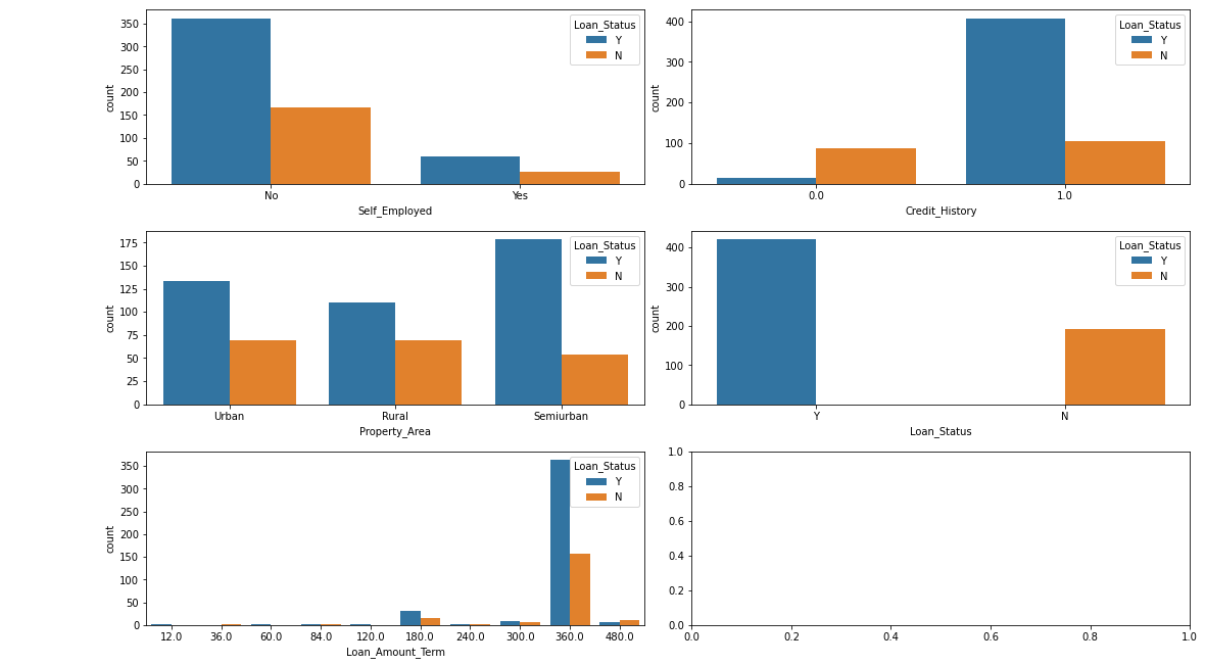 350
300
250
200
150
100
50
0
count
Loan_Status
Y
N
No
Yes
Self_Employed
400
300
200
100
0
count
Loan_Status
Y
N
0.0
1.0
Credit_History
175
150
125
100
75
50
25
0
count
Loan_Status
Y
N
Urban
Rural
Semiurban
Property_Area
400
300
200
100
0
count
Loan_Status
Y
N
Y
N
Loan_Status
350
300
250
200
150
100
50
0
count
Loan_Status
Y
N
12.0
36.0
60.0
84.0
120.0
180.0
240.0
300.0
360.0
480.0
Loan_Amount_Term
1.0
0.8
0.6
0.4
0.2
0.0
0.0
0.2
0.4
0.6
0.8
1.0